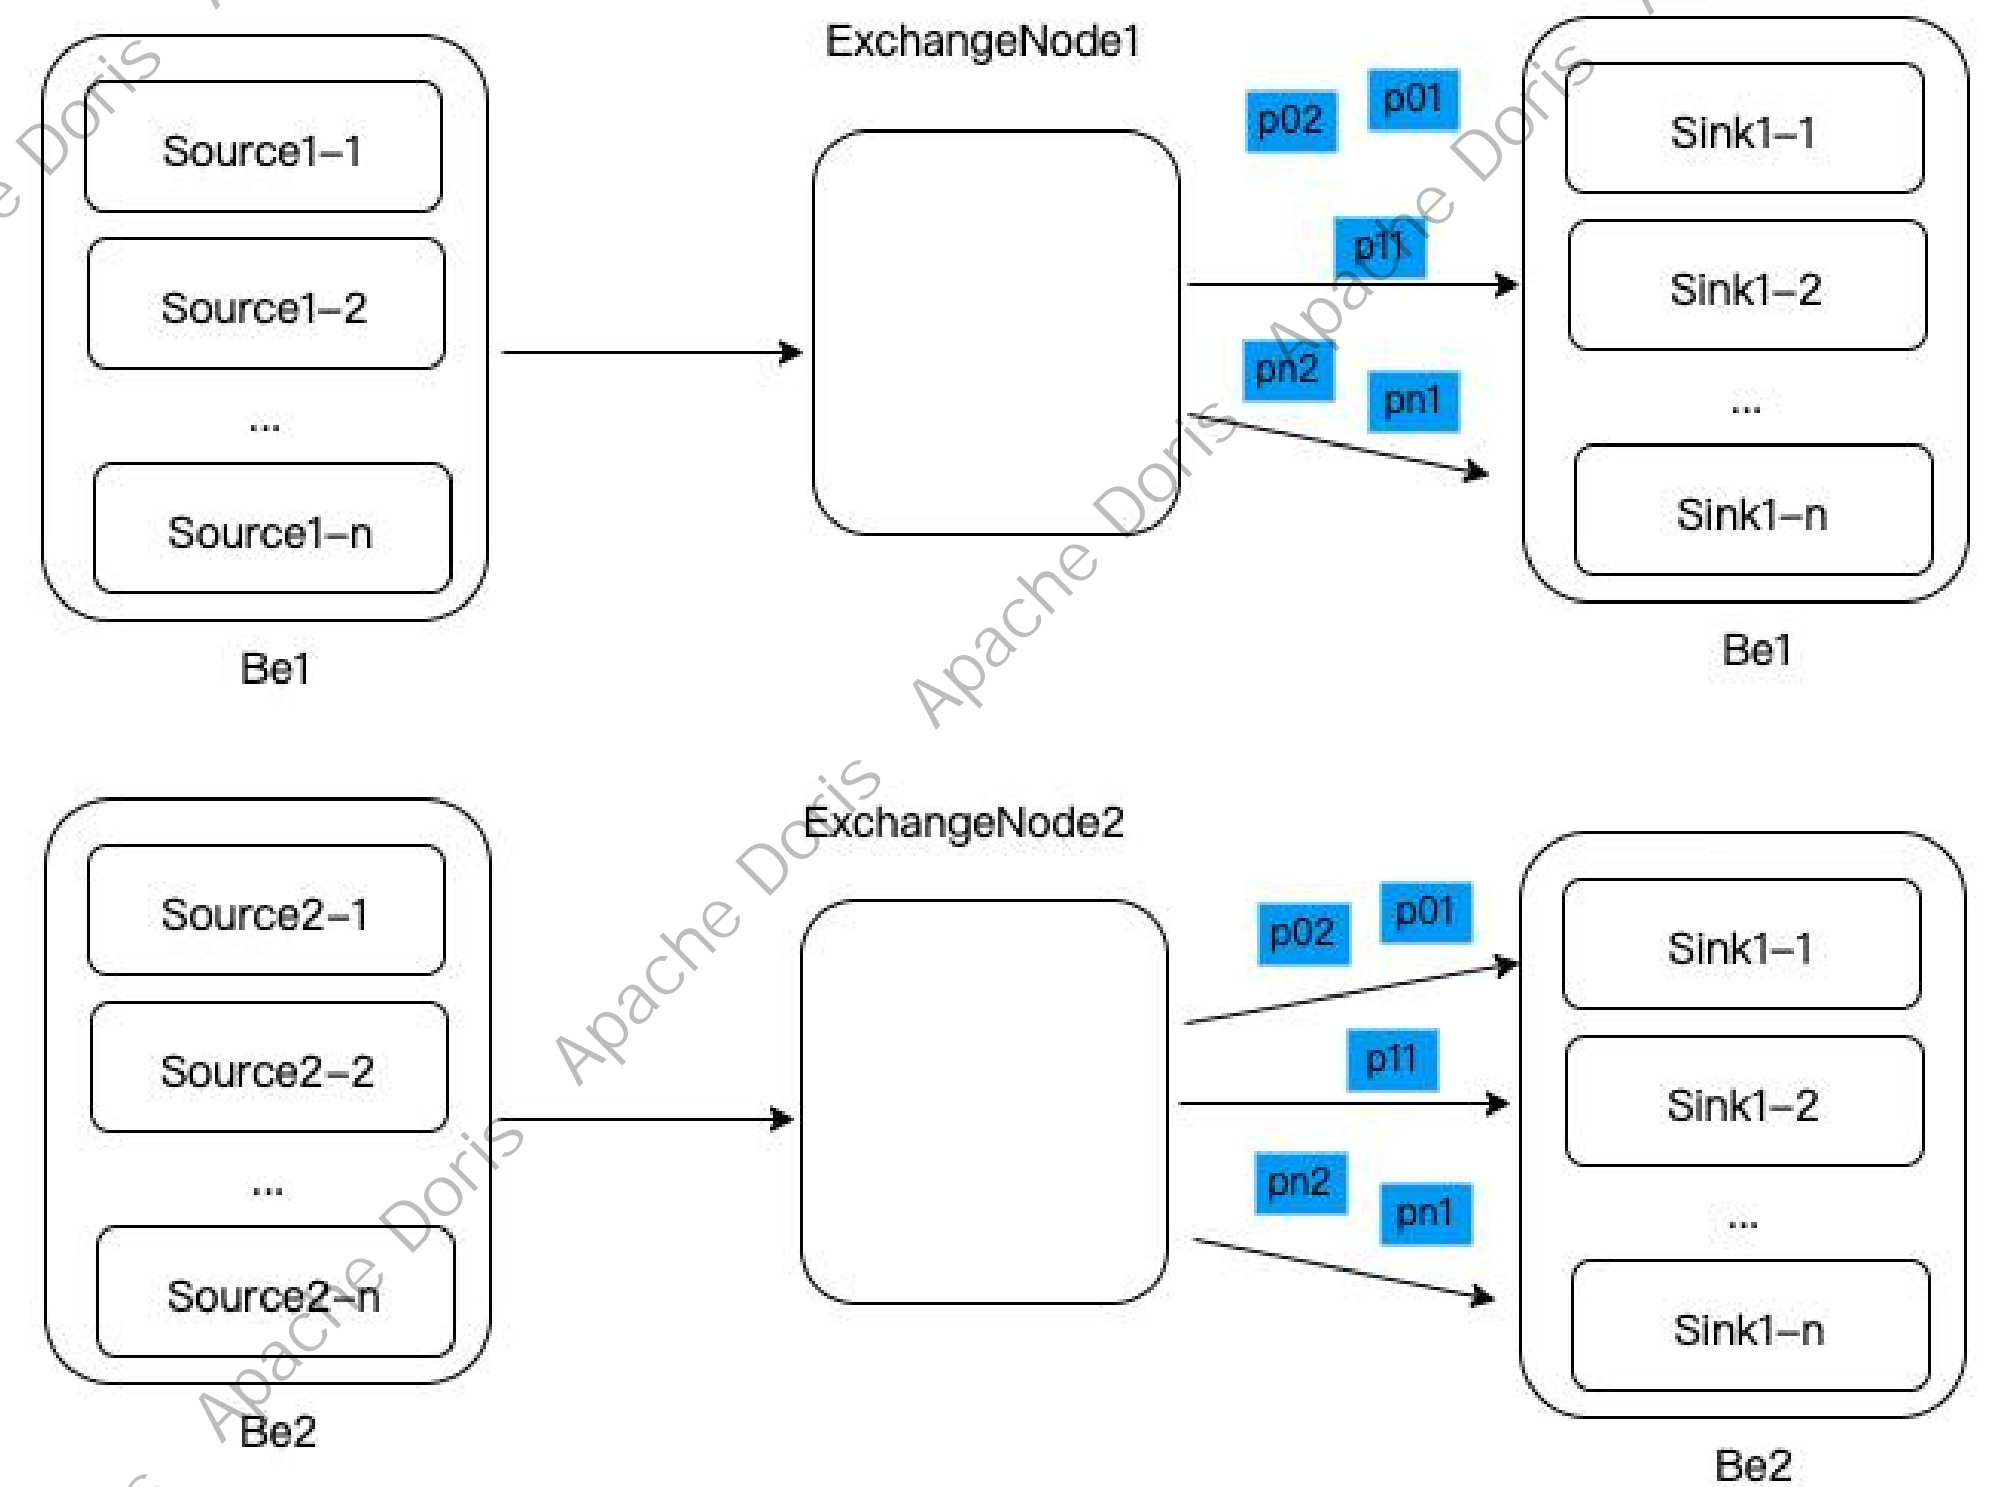 ExchangeNode1
Source1-1
Source1-2
...
Source1-n
Be1
p02
p01
p11
pn2
pn1
Sink1-1
Sink1-2
...
Sink1-n
Be1
ExchangeNode2
Source2-1
Source2-2
...
Source2-n
Be2
p02
p01
p11
pn2
pn1
Sink1-1
Sink1-2
...
Sink1-n
Be2
Apache Doris
Apache Doris
Apache Doris
Apache Doris
Doris